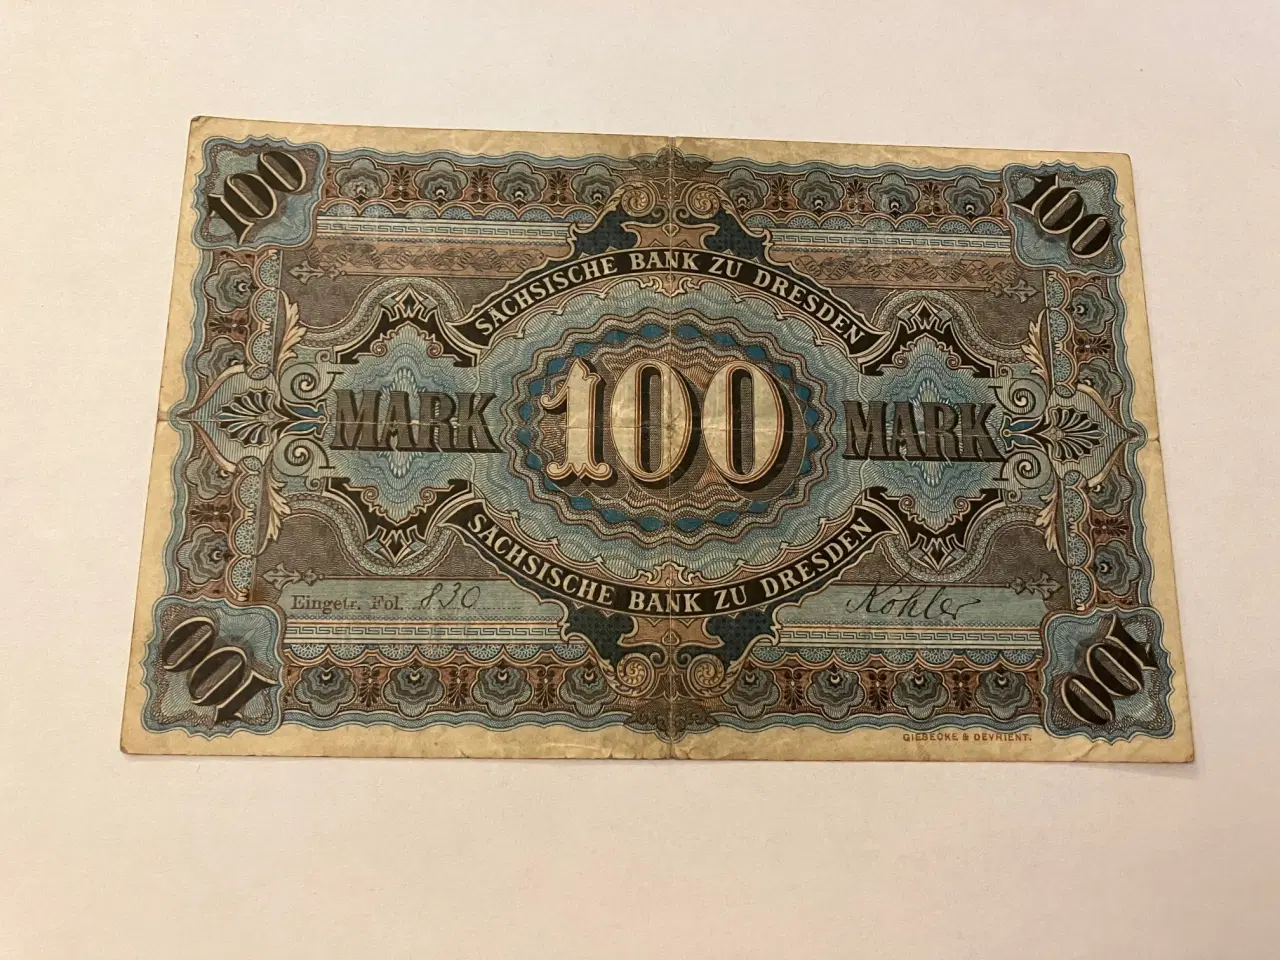 100 100
SÄCHSISCHE BANK ZU DRESDEN
MARK 100 MARK
SÄCHSISCHE BANK ZU DRESDEN
Eingetr. Fol. 830 Köhler
100 100
GIESECKE & DEVRIENT.